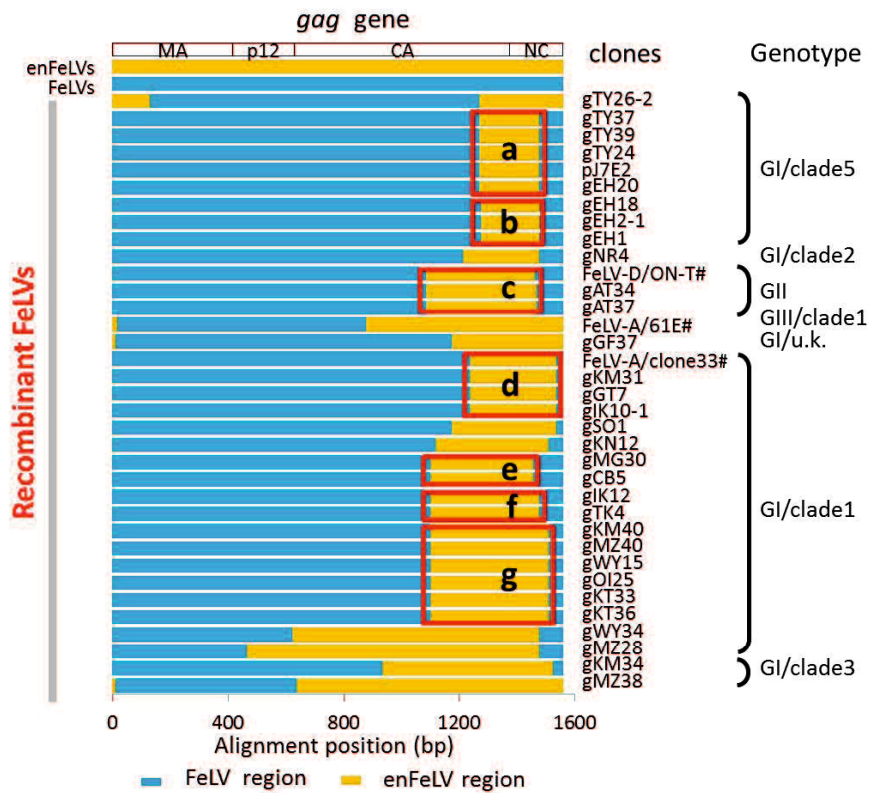 gag gene
MA p12 CA NC clones Genotype
enFeLVs
FeLVs
gTY26-2
gTY37
gTY39
gTY24
pJ7E2
gEH20
a
GI/clade5
gEH18
gEH2-1
gEH1
b
gNR4 GI/clade2
FeLV-D/ON-T#
gAT34
gAT37
c
GII
FeLV-A/61E# GIII/clade1
gGF37 GI/u.k.
FeLV-A/clone33#
gKM31
gGT7
gIK10-1
d
gSO1
gKN12
gMG30
gCB5
e
gIK12
gTK4
f
GI/clade1
gKM40
gMZ40
gWY15
gOI25
gKT33
gKT36
g
gWY34
gMZ28
gKM34
gMZ38
GI/clade3
Recombinant FeLVs
0 400 800 1200 1600
Alignment position (bp)
FeLV region enFeLV region